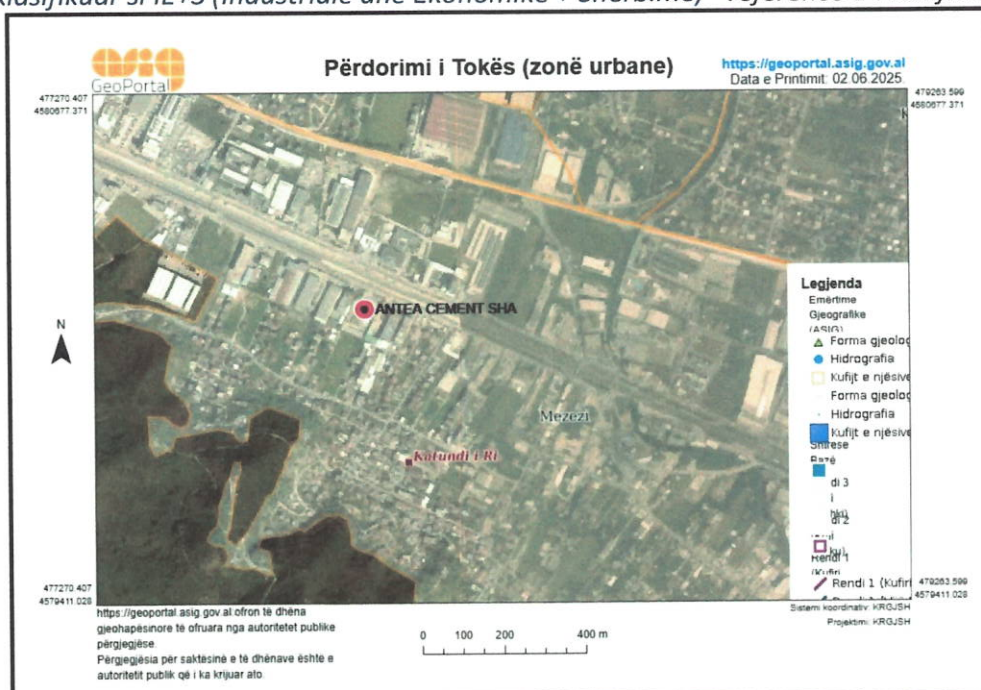 klasifikuar si IE+S (Industriale dhe Ekonomike + Shërbime)
asig
GeoPortal
Përdorimi i Tokës (zonë urbane)
https://geoportal.asig.gov.al
Data e Printimit: 02.06.2025.
477270.407
4580677.371
479263.599
4580677.371
N
ANTEA CEMENT SHA
Mezezi
Kotundi i Ri
Legjenda
Emërtime
Gjeografike
(ASIG)
Forma gjeolog
Hidrografia
Kufijt e njësive
Forma gjeolog
Hidrografia
Kufijt e njësive
di 3
i
di 2
Rendi 1
Rendi 1 (Kufiri
477270.407
4579411.028
479263.599
4579411.028
Sistemi koordinativ: KRGJSH
Projektimi: KRGJSH
https://geoportal.asig.gov.al ofron të dhëna
gjeohapësinore të ofruara nga autoritetet publike
përgjegjëse.
Përgjegjësia për saktësinë e të dhënave është e
autoritetit publik që i ka krijuar ato.
0 100 200 400 m